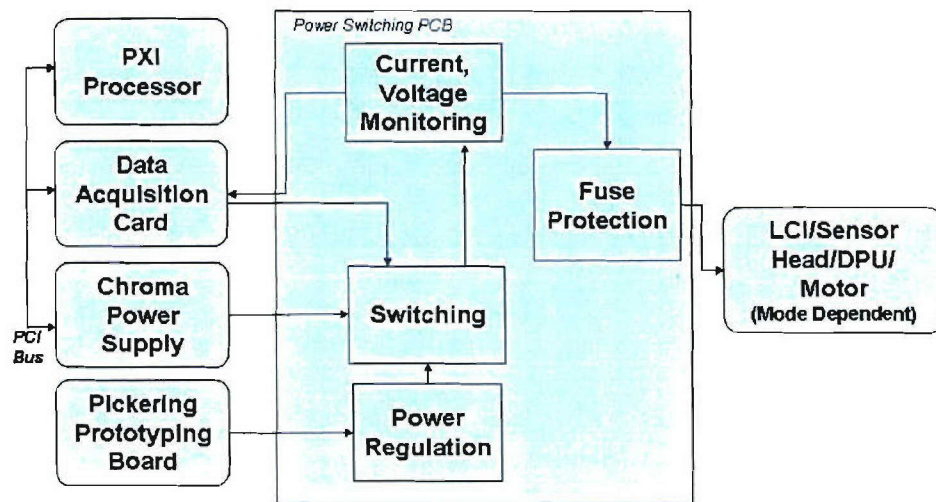 Power Switching PCB
PXI
Processor
Current,
Voltage
Monitoring
Data
Acquisition
Card
Fuse
Protection
LCI/Sensor
Head/DPU/
Motor
(Mode Dependent)
Chroma
Power
Supply
Switching
PCI
Bus
Pickering
Prototyping
Board
Power
Regulation